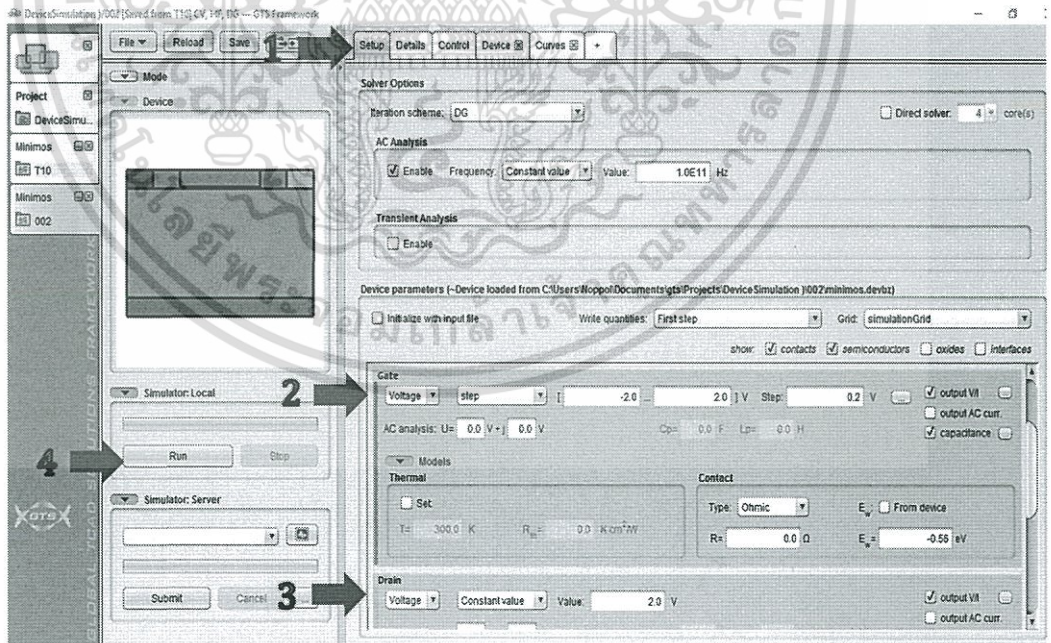 DeviceSimulation )/002 [Saved from T10] CV, HF, DG --- GTS Framework
File
Reload
Save
1
Setup
Details
Control
Device
Curves
+
Project
DeviceSimu...
Minimos
T10
Minimos
002
Mode
Device
Solver Options
Iteration scheme: DG
Direct solver: 4 core(s)
AC Analysis
Enable Frequency: Constant value Value: 1.0E11 Hz
Transient Analysis
Enable
Device parameters (~Device loaded from C:\Users\Noppol\Documents\gts\Projects\DeviceSimulation )\002\minimos.devbz)
Initialize with input file Write quantities: First step Grid: simulationGrid
show: contacts semiconductors oxides interfaces
2
Gate
Voltage step [ -2.0 ... 2.0 ] V Step: 0.2 V ... output V/I
output AC curr.
AC analysis: U= 0.0 V + j 0.0 V Cp= 0.0 F Lp= 0.0 H capacitance
Models
Thermal
Set
T= 300.0 K
Contact
Type: Ohmic From device
R= 0.0 Ω -0.56 eV
Simulator: Local
4
Run
Stop
Simulator: Server
Submit
Cancel
3
Drain
Voltage Constant value Value: 2.0 V output V/I
output AC curr.
GLOBAL TCAD SOLUTIONS FRAMEWORK
GTS